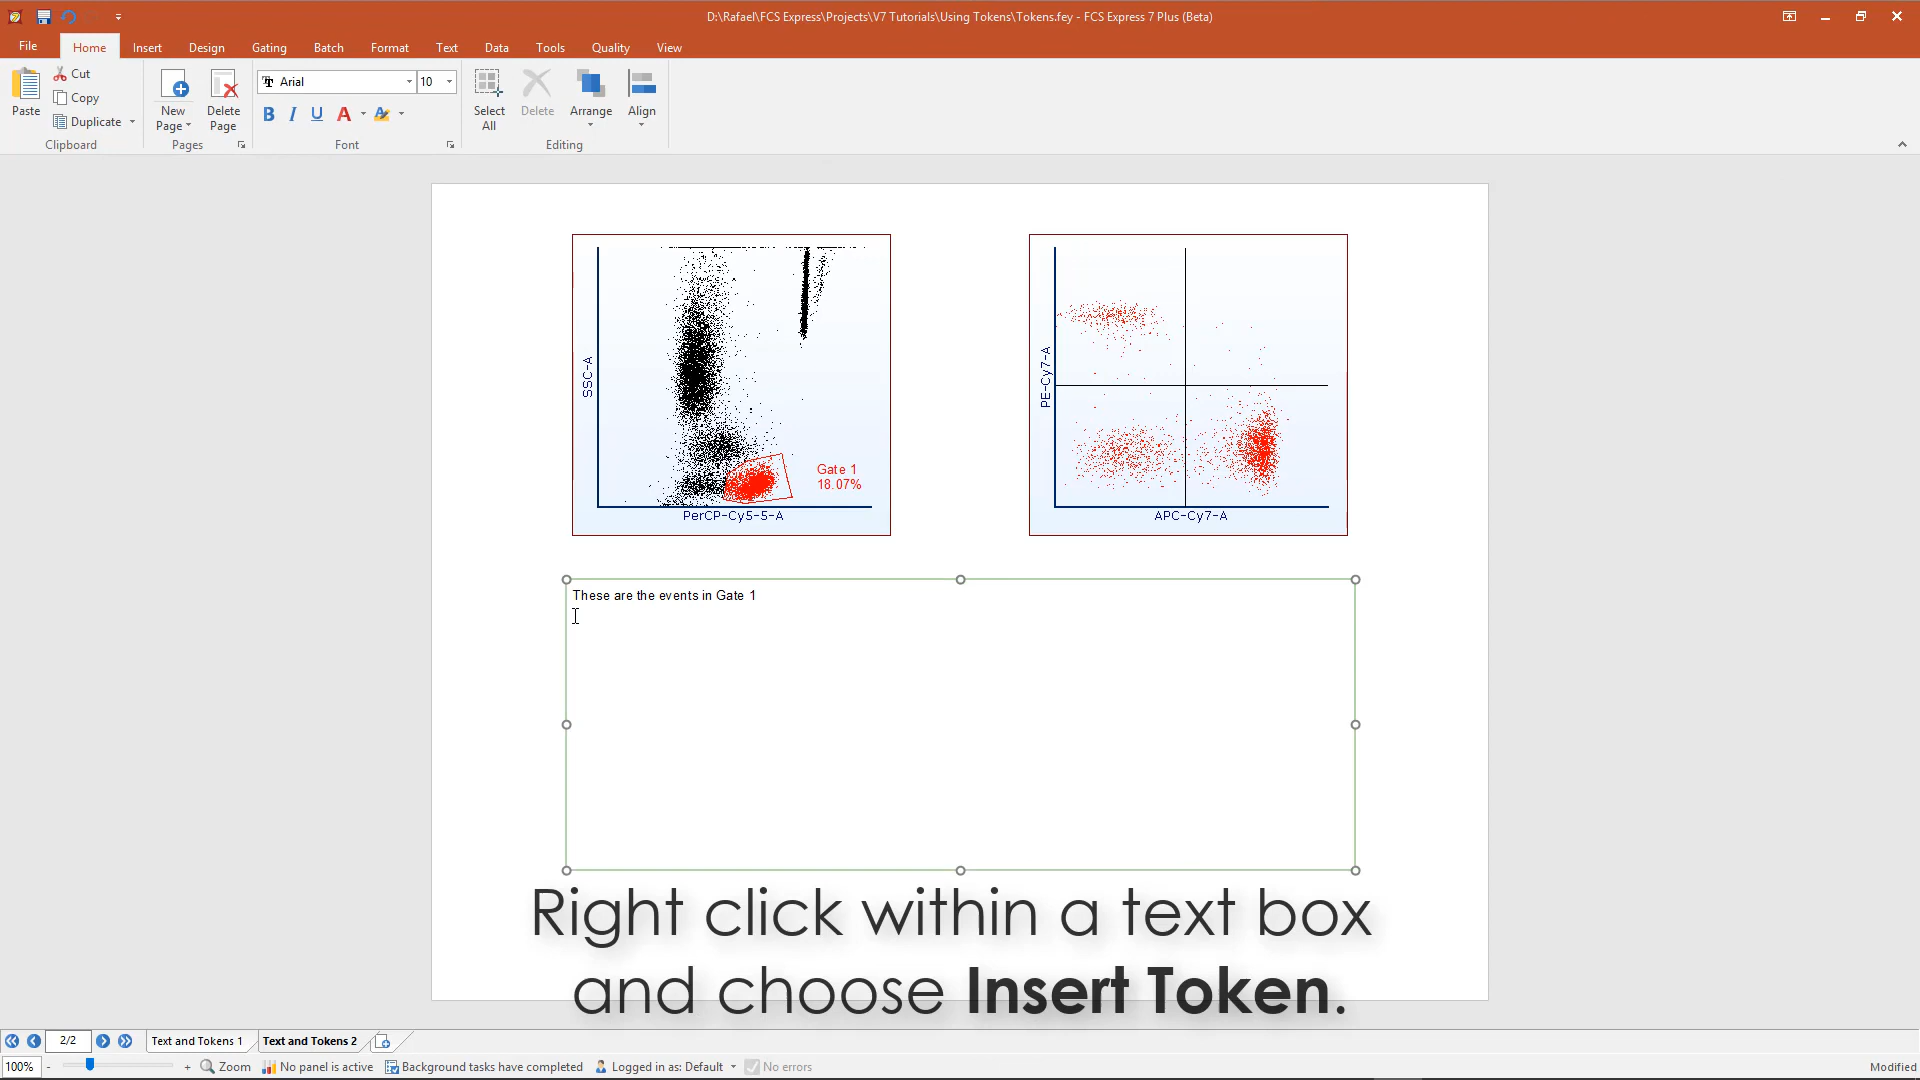 D:\Rafael\FCS Express\Projects\V7 Tutorials\Using Tokens\Tokens.fey - FCS Express 7 Plus (Beta)
File Home Insert Design Gating Batch Format Text Data Tools Quality View
Paste
Cut
Copy
Duplicate
Clipboard
New Page
Delete Page
Pages
Arial 10
B I U A
Font
Select All
Delete
Arrange
Align
Editing
SSC-A
Gate 1
18.07%
PerCP-Cy5-5-A
PE-Cy7-A
APC-Cy7-A
These are the events in Gate 1
Right click within a text box
and choose Insert Token.
2/2 Text and Tokens 1 Text and Tokens 2
100% - + Zoom No panel is active Background tasks have completed Logged in as: Default No errors Modified